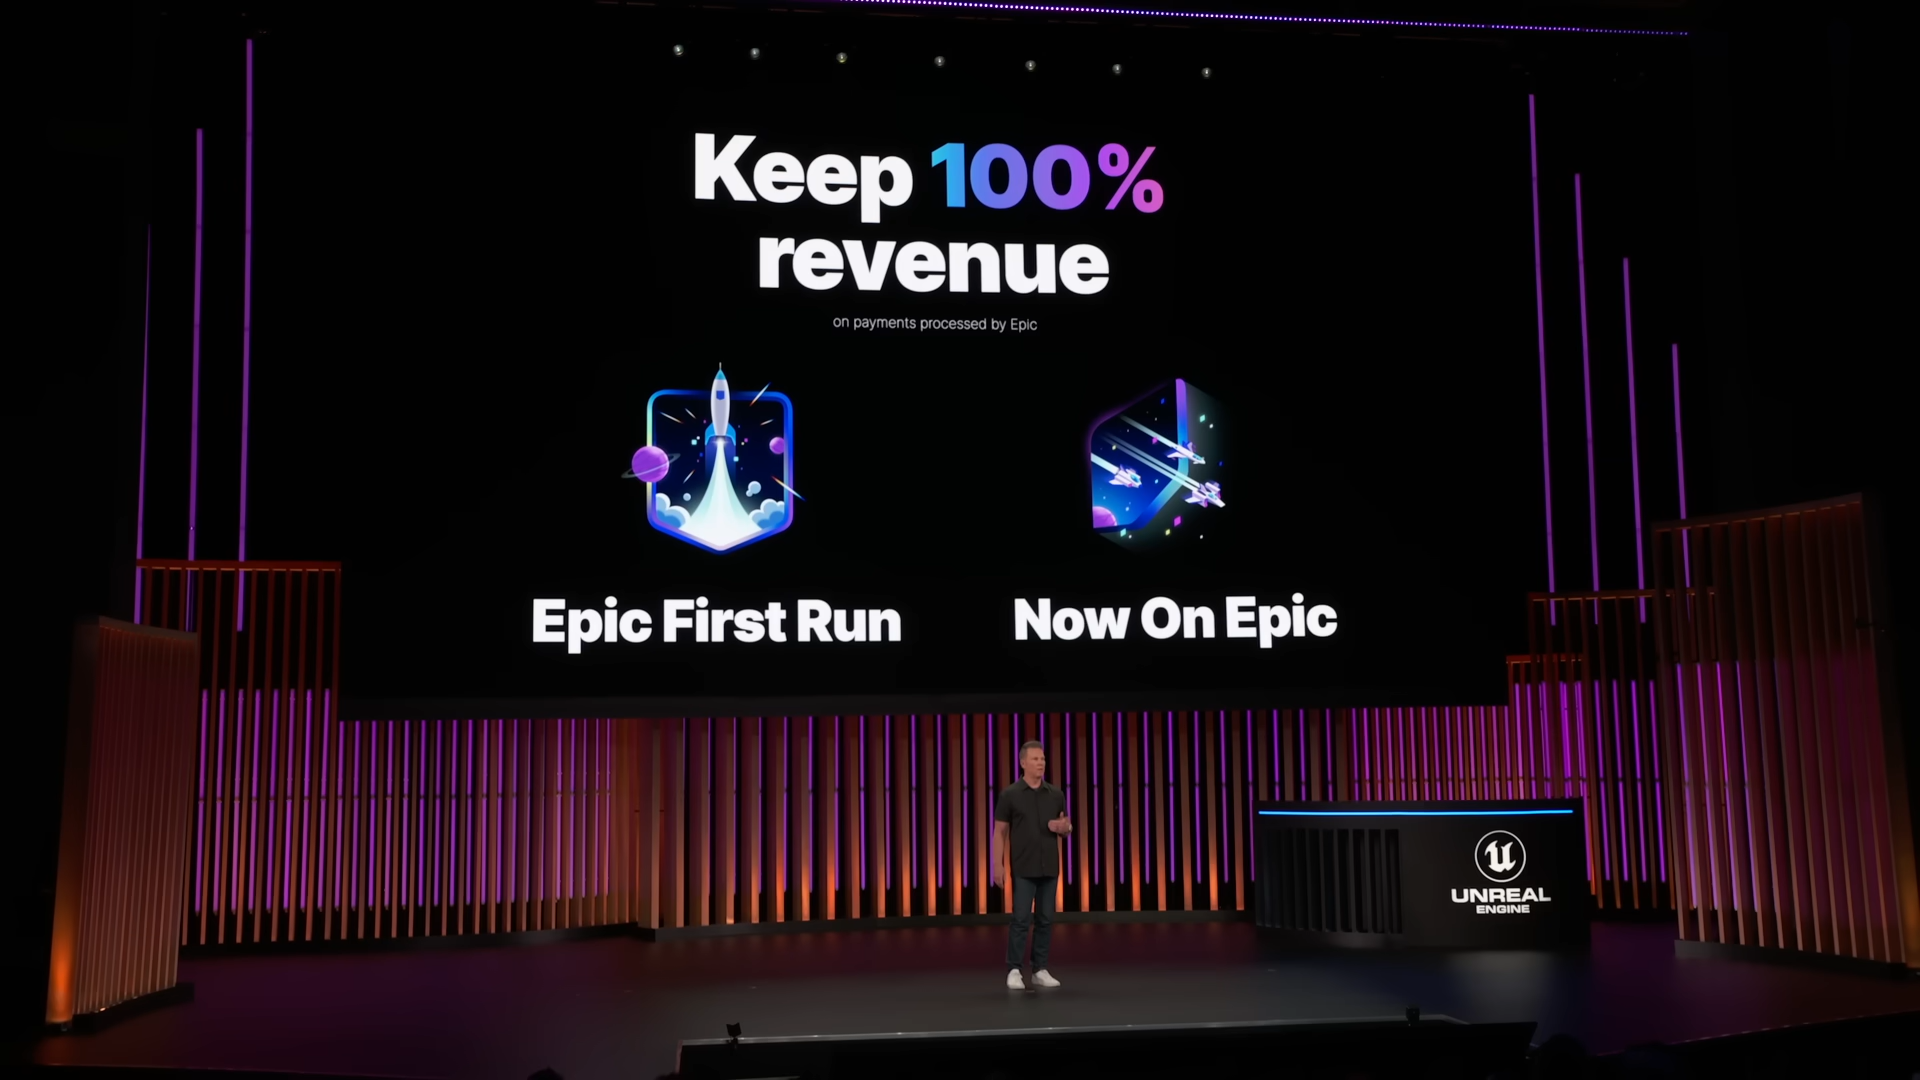 Keep 100%
revenue
on payments processed by Epic
Epic First Run
Now On Epic
UNREAL
ENGINE